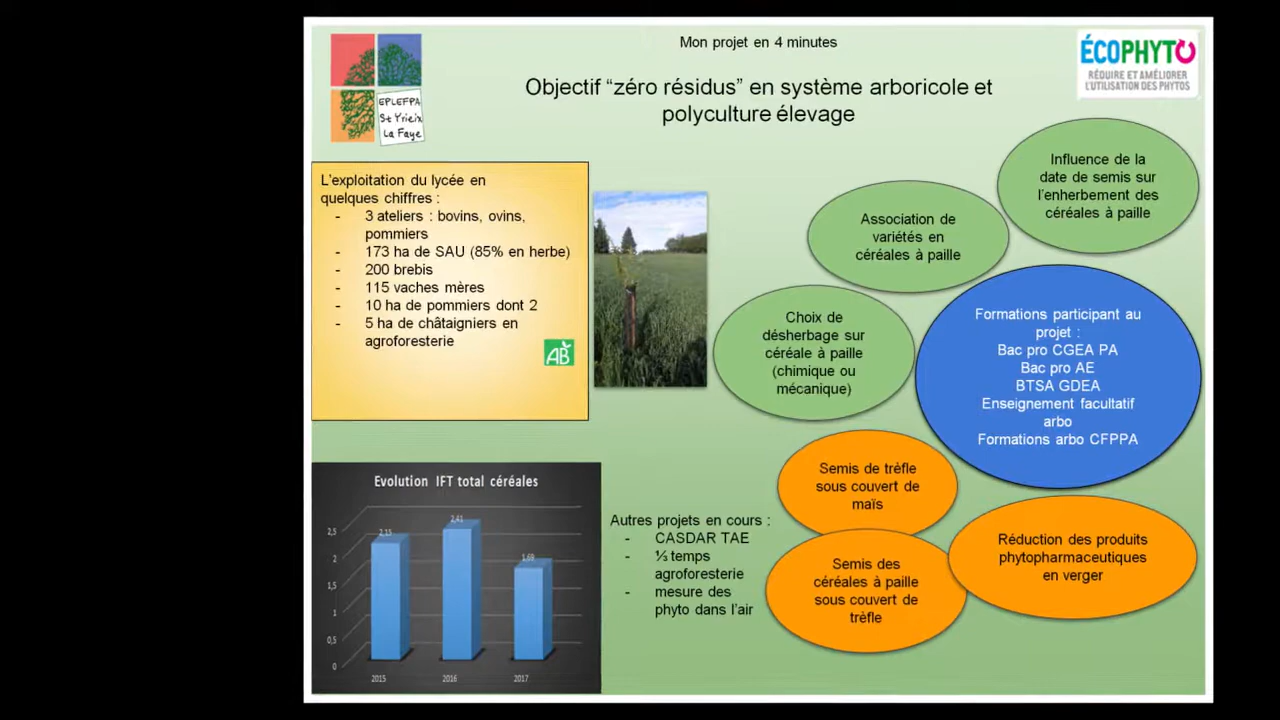 Mon projet en 4 minutes
ÉCOPHYTO
RÉDUIRE ET AMÉLIORER
L'UTILISATION DES PHYTOS
EPLEFPA
St Yrieix
La Faye
Objectif “zéro résidus” en système arboricole et
polyculture élevage
L’exploitation du lycée en
quelques chiffres :
- 3 ateliers : bovins, ovins,
pommiers
- 173 ha de SAU (85% en herbe)
- 200 brebis
- 115 vaches mères
- 10 ha de pommiers dont 2
- 5 ha de châtaigniers en
agroforesterie
AB
Influence de la
date de semis sur
l’enherbement des
céréales à paille
Association de
variétés en
céréales à paille
Choix de
désherbage sur
céréale à paille
(chimique ou
mécanique)
Formations participant au
projet :
Bac pro CGEA PA
Bac pro AE
BTSA GDEA
Enseignement facultatif
arbo
Formations arbo CFPPA
Semis de trèfle
sous couvert de
maïs
Semis des
céréales à paille
sous couvert de
trèfle
Réduction des produits
phytopharmaceutiques
en verger
Autres projets en cours :
- CASDAR TAE
- ⅓ temps
agroforesterie
- mesure des
phyto dans l’air
Evolution IFT total céréales
2,5
2
1,5
1
0,5
0
2,15
2,41
1,69
2015
2016
2017